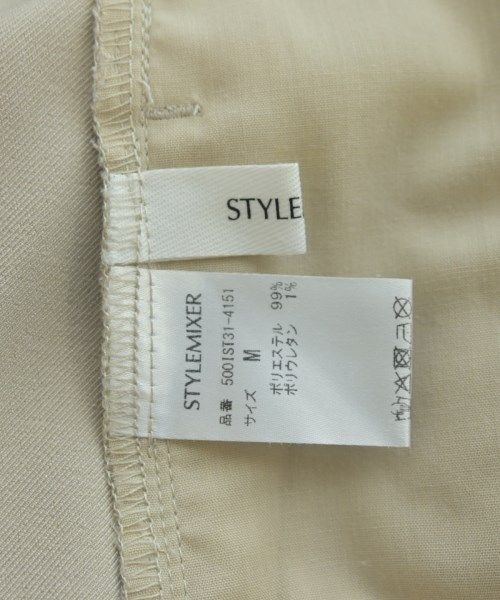 STYLE
STYLEMIXER
品番 500IST31-4151
サイズ M
ポリエステル 99%
ポリウレタン 1%